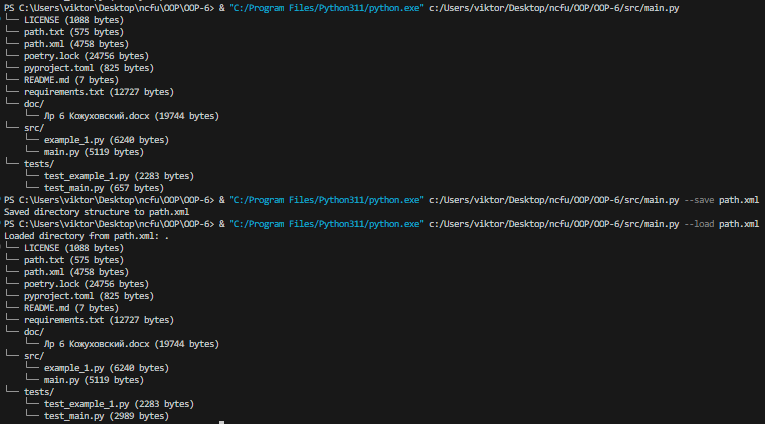 PS C:\Users\viktor\Desktop\ncfu\OOP\OOP-6> & "C:/Program Files/Python311/python.exe" c:/Users/viktor/Desktop/ncfu/OOP/OOP-6/src/main.py
└── LICENSE (1088 bytes)
└── path.txt (575 bytes)
└── path.xml (4758 bytes)
└── poetry.lock (24756 bytes)
└── pyproject.toml (825 bytes)
└── README.md (7 bytes)
└── requirements.txt (12727 bytes)
└── doc/
    └── Лр 6 Кожуховский.docx (19744 bytes)
└── src/
    └── example_1.py (6240 bytes)
    └── main.py (5119 bytes)
└── tests/
    └── test_example_1.py (2283 bytes)
    └── test_main.py (657 bytes)
PS C:\Users\viktor\Desktop\ncfu\OOP\OOP-6> & "C:/Program Files/Python311/python.exe" c:/Users/viktor/Desktop/ncfu/OOP/OOP-6/src/main.py --save path.xml
Saved directory structure to path.xml
PS C:\Users\viktor\Desktop\ncfu\OOP\OOP-6> & "C:/Program Files/Python311/python.exe" c:/Users/viktor/Desktop/ncfu/OOP/OOP-6/src/main.py --load path.xml
Loaded directory from path.xml: .
└── LICENSE (1088 bytes)
└── path.txt (575 bytes)
└── path.xml (4758 bytes)
└── poetry.lock (24756 bytes)
└── pyproject.toml (825 bytes)
└── README.md (7 bytes)
└── requirements.txt (12727 bytes)
└── doc/
    └── Лр 6 Кожуховский.docx (19744 bytes)
└── src/
    └── example_1.py (6240 bytes)
    └── main.py (5119 bytes)
└── tests/
    └── test_example_1.py (2283 bytes)
    └── test_main.py (2989 bytes)